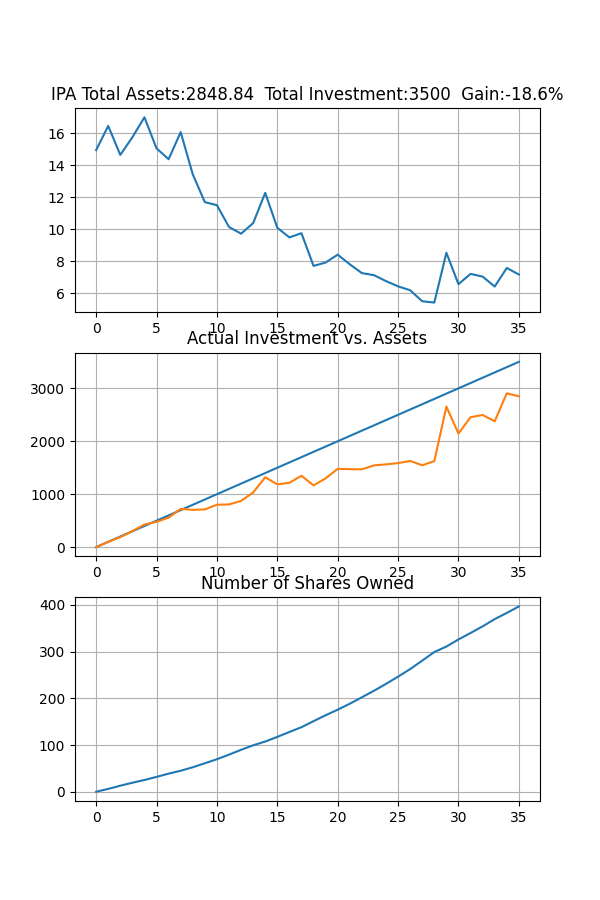 IPA Total Assets:2848.84  Total Investment:3500  Gain:-18.6%
16
14
12
10
8
6
0 5 10 15 20 25 30 35
Actual Investment vs. Assets
3000
2000
1000
0
0 5 10 15 20 25 30 35
Number of Shares Owned
400
300
200
100
0
0 5 10 15 20 25 30 35